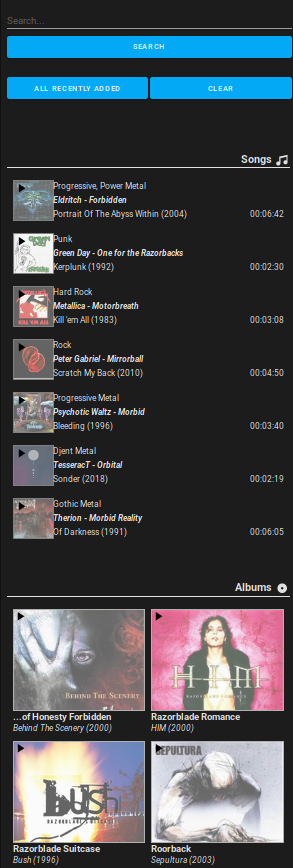 Search...
SEARCH
ALL RECENTLY ADDED
CLEAR
Songs
Progressive, Power Metal
Eldritch - Forbidden
Portrait Of The Abyss Within (2004)
00:06:42
Punk
Green Day - One for the Razorbacks
Kerplunk (1992)
00:02:30
Hard Rock
Metallica - Motorbreath
Kill 'em All (1983)
00:03:08
Rock
Peter Gabriel - Mirrorball
Scratch My Back (2010)
00:04:50
Progressive Metal
Psychotic Waltz - Morbid
Bleeding (1996)
00:03:40
Djent Metal
TesseracT - Orbital
Sonder (2018)
00:02:19
Gothic Metal
Therion - Morbid Reality
Of Darkness (1991)
00:06:05
Albums
BEHIND THE SCENERY
HIM
RAZORBLADE ROMANCE
...of Honesty Forbidden
Behind The Scenery (2000)
Razorblade Romance
HIM (2000)
bush
RAZORBLADE SUITCASE
SEPULTURA
Razorblade Suitcase
Bush (1996)
Roorback
Sepultura (2003)